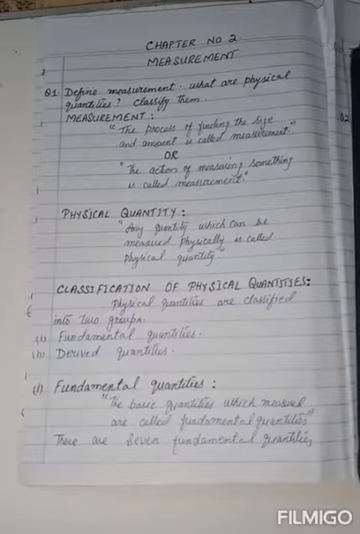 CHAPTER NO 2
MEASUREMENT
Q1. Define measurement. what are physical
quantities? classify them.
MEASUREMENT:
"The process of finding the size
and amount is called measurement."
OR
"The action of measuring something
is called measurement."
PHYSICAL QUANTITY:
"Any quantity which can be
measured physically is called
physical quantity."
CLASSIFICATION OF PHYSICAL QUANTITIES:
Physical quantities are classified
into two groups.
(i) Fundamental quantities.
(ii) Derived quantities.
(i) Fundamental quantities:
"The basic quantities which measured
are called fundamental quantities"
There are seven fundamental quantities,
Q2
FILMIGO